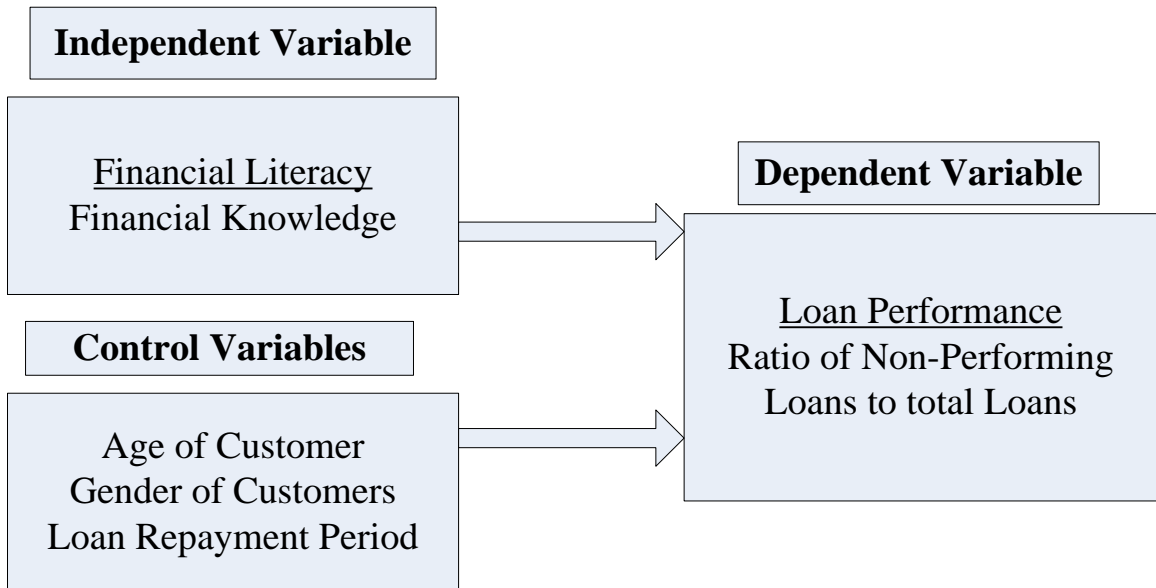 Independent Variable
Financial Literacy
Financial Knowledge
Control Variables
Age of Customer
Gender of Customers
Loan Repayment Period
Dependent Variable
Loan Performance
Ratio of Non-Performing
Loans to total Loans